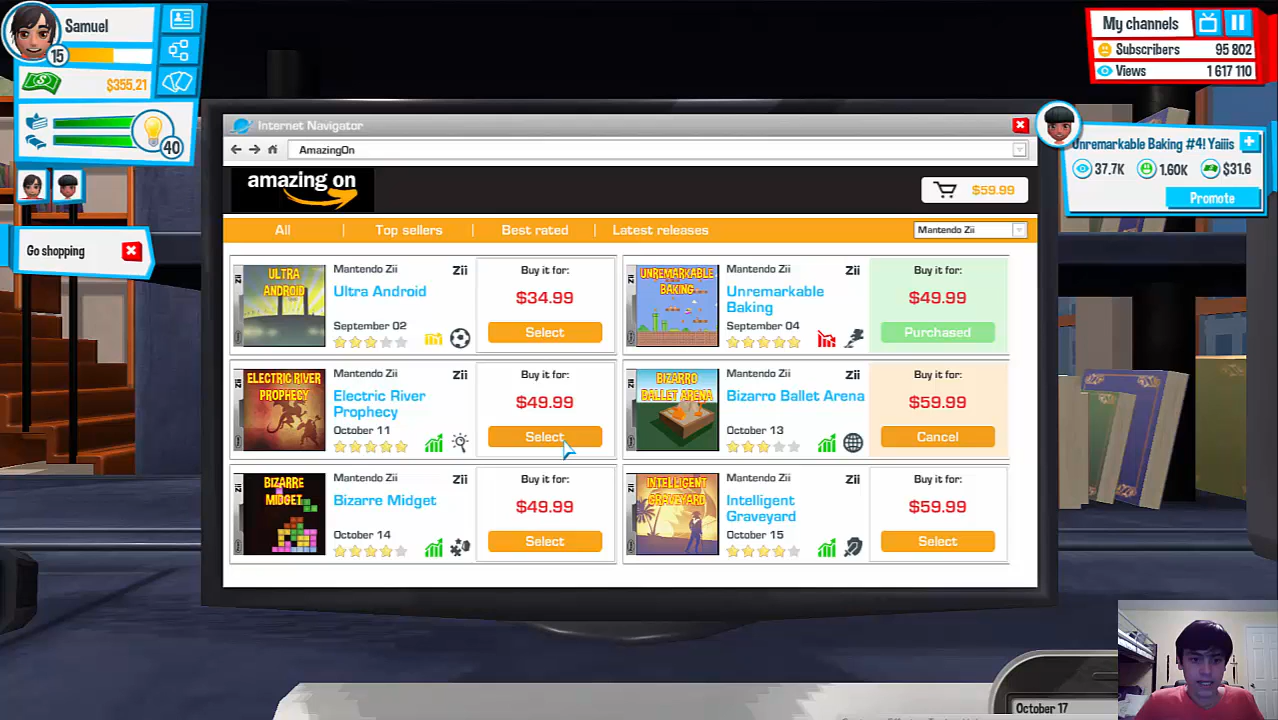 Samuel
15
$355.21
40
Go shopping
My channels
Subscribers 95 802
Views 1 617 110
Unremarkable Baking #4! Yaiiis
37.7K 1.60K $31.6
Promote
Internet Navigator
AmazingOn
amazing on
$59.99
All Top sellers Best rated Latest releases
Mantendo Zii
ULTRA ANDROID
Mantendo Zii Zii
Ultra Android
September 02
Buy it for:
$34.99
Select
UNREMARKABLE BAKING
Mantendo Zii Zii
Unremarkable
Baking
September 04
Buy it for:
$49.99
Purchased
ELECTRIC RIVER PROPHECY
Mantendo Zii Zii
Electric River
Prophecy
October 11
Buy it for:
$49.99
Select
BIZARRO BALLET ARENA
Mantendo Zii Zii
Bizarro Ballet Arena
October 13
Buy it for:
$59.99
Cancel
BIZARRE MIDGET
Mantendo Zii Zii
Bizarre Midget
October 14
Buy it for:
$49.99
Select
INTELLIGENT GRAVEYARD
Mantendo Zii Zii
Intelligent
Graveyard
October 15
Buy it for:
$59.99
Select
October 17